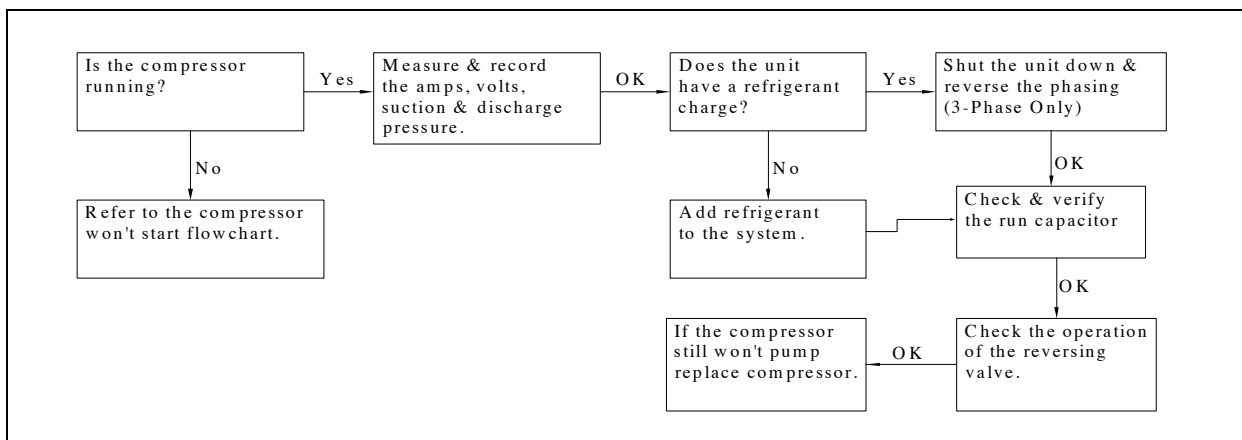 Is the compressor
running?
Yes
Measure & record
the amps, volts,
suction & discharge
pressure.
OK
Does the unit
have a refrigerant
charge?
Yes
Shut the unit down &
reverse the phasing
(3-Phase Only)
No
No
OK
Refer to the compressor
won't start flowchart.
Add refrigerant
to the system.
Check & verify
the run capacitor
OK
If the compressor
still won't pump
replace compressor.
OK
Check the operation
of the reversing
valve.